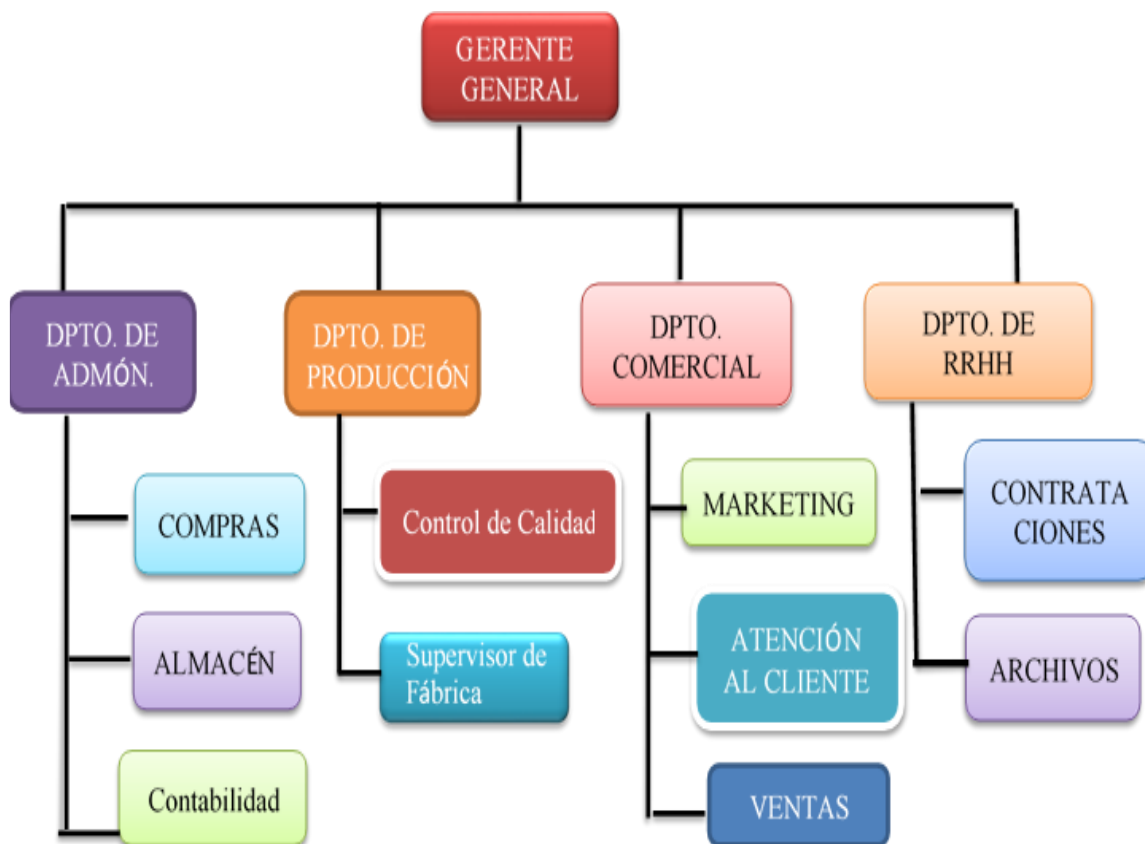 GERENTE
GENERAL
DPTO. DE
ADMÓN.
DPTO. DE
PRODUCCIÓN
DPTO.
COMERCIAL
DPTO. DE
RRHH
COMPRAS
ALMACÉN
Contabilidad
Control de Calidad
Supervisor de
Fábrica
MARKETING
ATENCIÓN
AL CLIENTE
VENTAS
CONTRATA
CIONES
ARCHIVOS